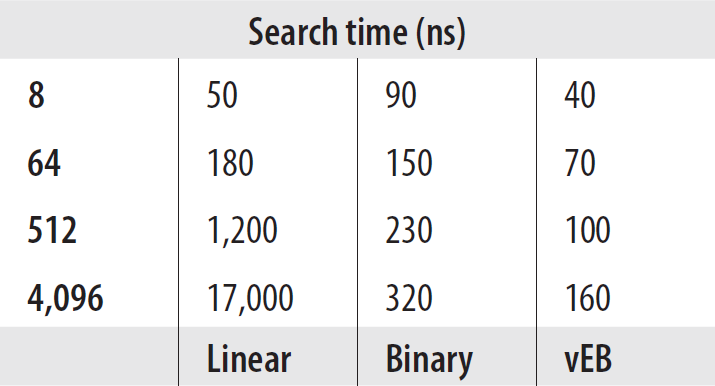 Search time (ns)
8 50 90 40
64 180 150 70
512 1,200 230 100
4,096 17,000 320 160
Linear Binary vEB